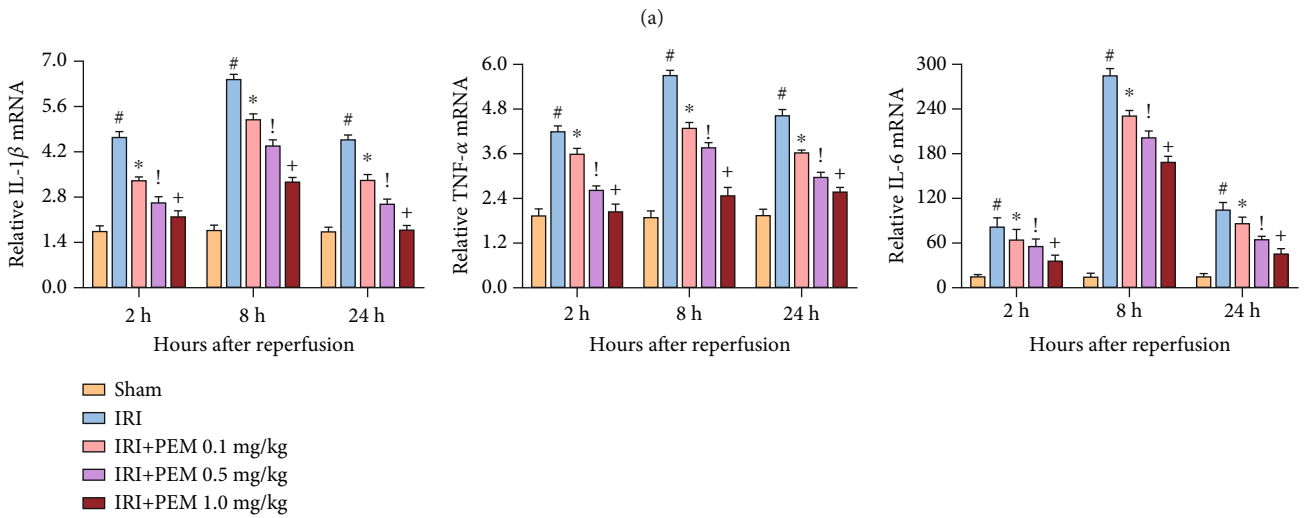 (a)
Relative IL-1β mRNA
7.0
5.6
4.2
2.8
1.4
0.0
# * ! +
# * ! +
# * ! +
2 h 8 h 24 h
Hours after reperfusion
Relative TNF-α mRNA
6.0
4.8
3.6
2.4
1.2
0.0
# * ! +
# * ! +
# * ! +
2 h 8 h 24 h
Hours after reperfusion
Relative IL-6 mRNA
300
240
180
120
60
0
# * ! +
# * ! +
# * ! +
2 h 8 h 24 h
Hours after reperfusion
Sham
IRI
IRI+PEM 0.1 mg/kg
IRI+PEM 0.5 mg/kg
IRI+PEM 1.0 mg/kg